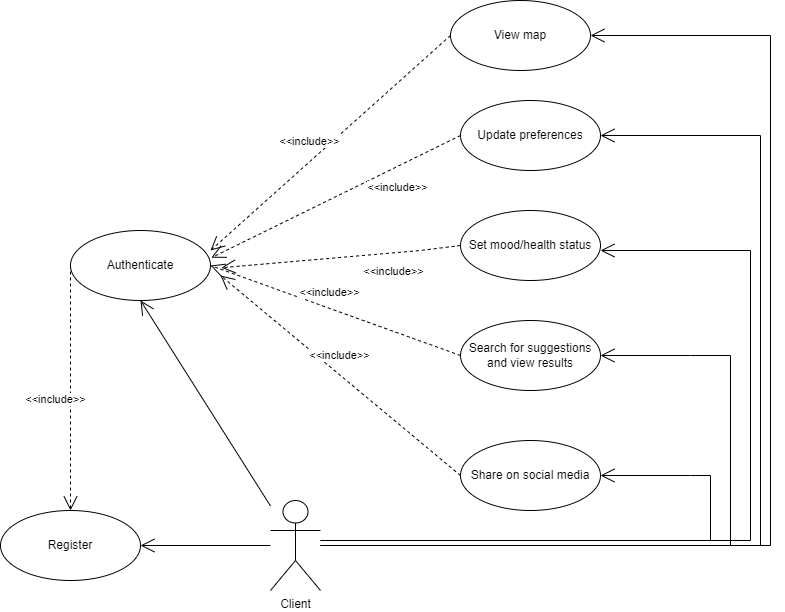 View map
<<include>>
Update preferences
<<include>>
Set mood/health status
Authenticate
<<include>>
<<include>>
Search for suggestions
and view results
<<include>>
<<include>>
Share on social media
Register
Client